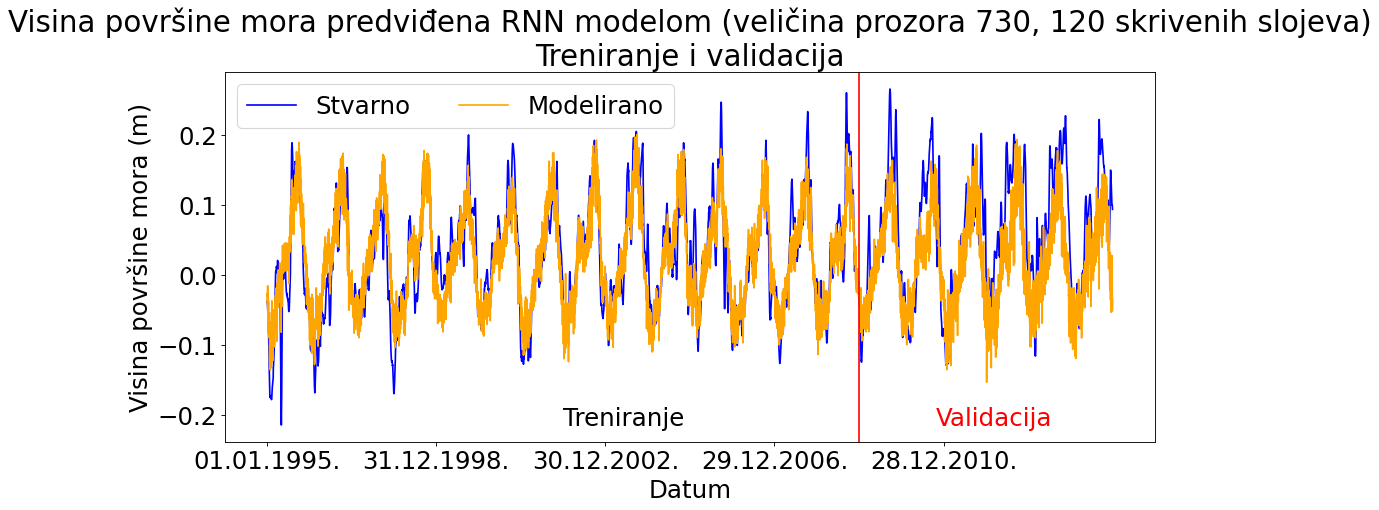 Visina površine mora predviđena RNN modelom (veličina prozora 730, 120 skrivenih slojeva)
Treniranje i validacija
Stvarno
Modelirano
Visina površine mora (m)
0.2
0.1
0.0
−0.1
−0.2
Treniranje
Validacija
01.01.1995.
31.12.1998.
30.12.2002.
29.12.2006.
28.12.2010.
Datum